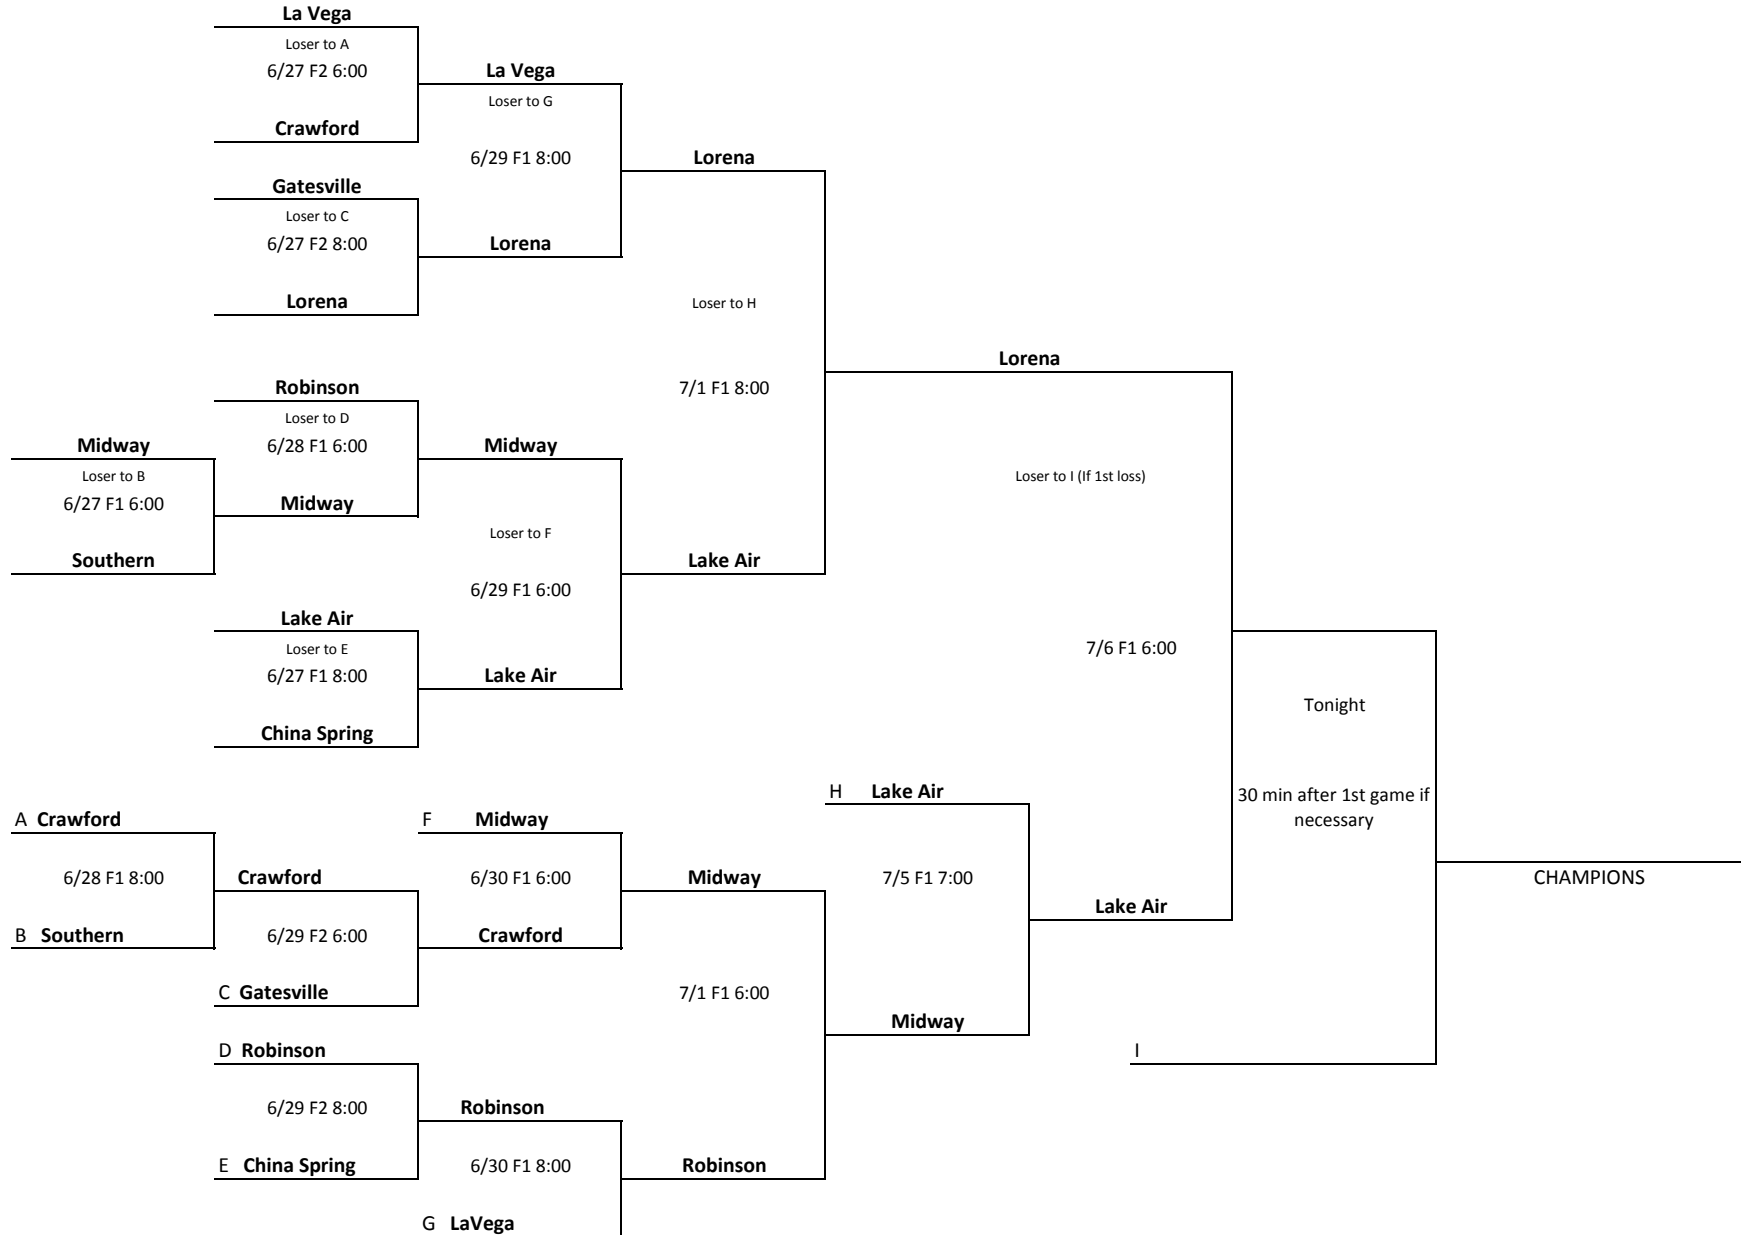 La Vega
Loser to A
6/27 F2 6:00
La Vega
Loser to G
Crawford
6/29 F1 8:00
Lorena
Gatesville
Loser to C
6/27 F2 8:00
Lorena
Lorena
Loser to H
Lorena
Robinson
7/1 F1 8:00
Loser to D
Midway
6/28 F1 6:00
Midway
Loser to B
Loser to I (If 1st loss)
6/27 F1 6:00
Midway
Loser to F
Southern
Lake Air
6/29 F1 6:00
Lake Air
Loser to E
7/6 F1 6:00
6/27 F1 8:00
Lake Air
Tonight
China Spring
H Lake Air
30 min after 1st game if
necessary
A Crawford
F Midway
6/28 F1 8:00
Crawford
6/30 F1 6:00
Midway
7/5 F1 7:00
CHAMPIONS
Lake Air
B Southern
6/29 F2 6:00
Crawford
C Gatesville
7/1 F1 6:00
Midway
D Robinson
I
6/29 F2 8:00
Robinson
E China Spring
6/30 F1 8:00
Robinson
G LaVega